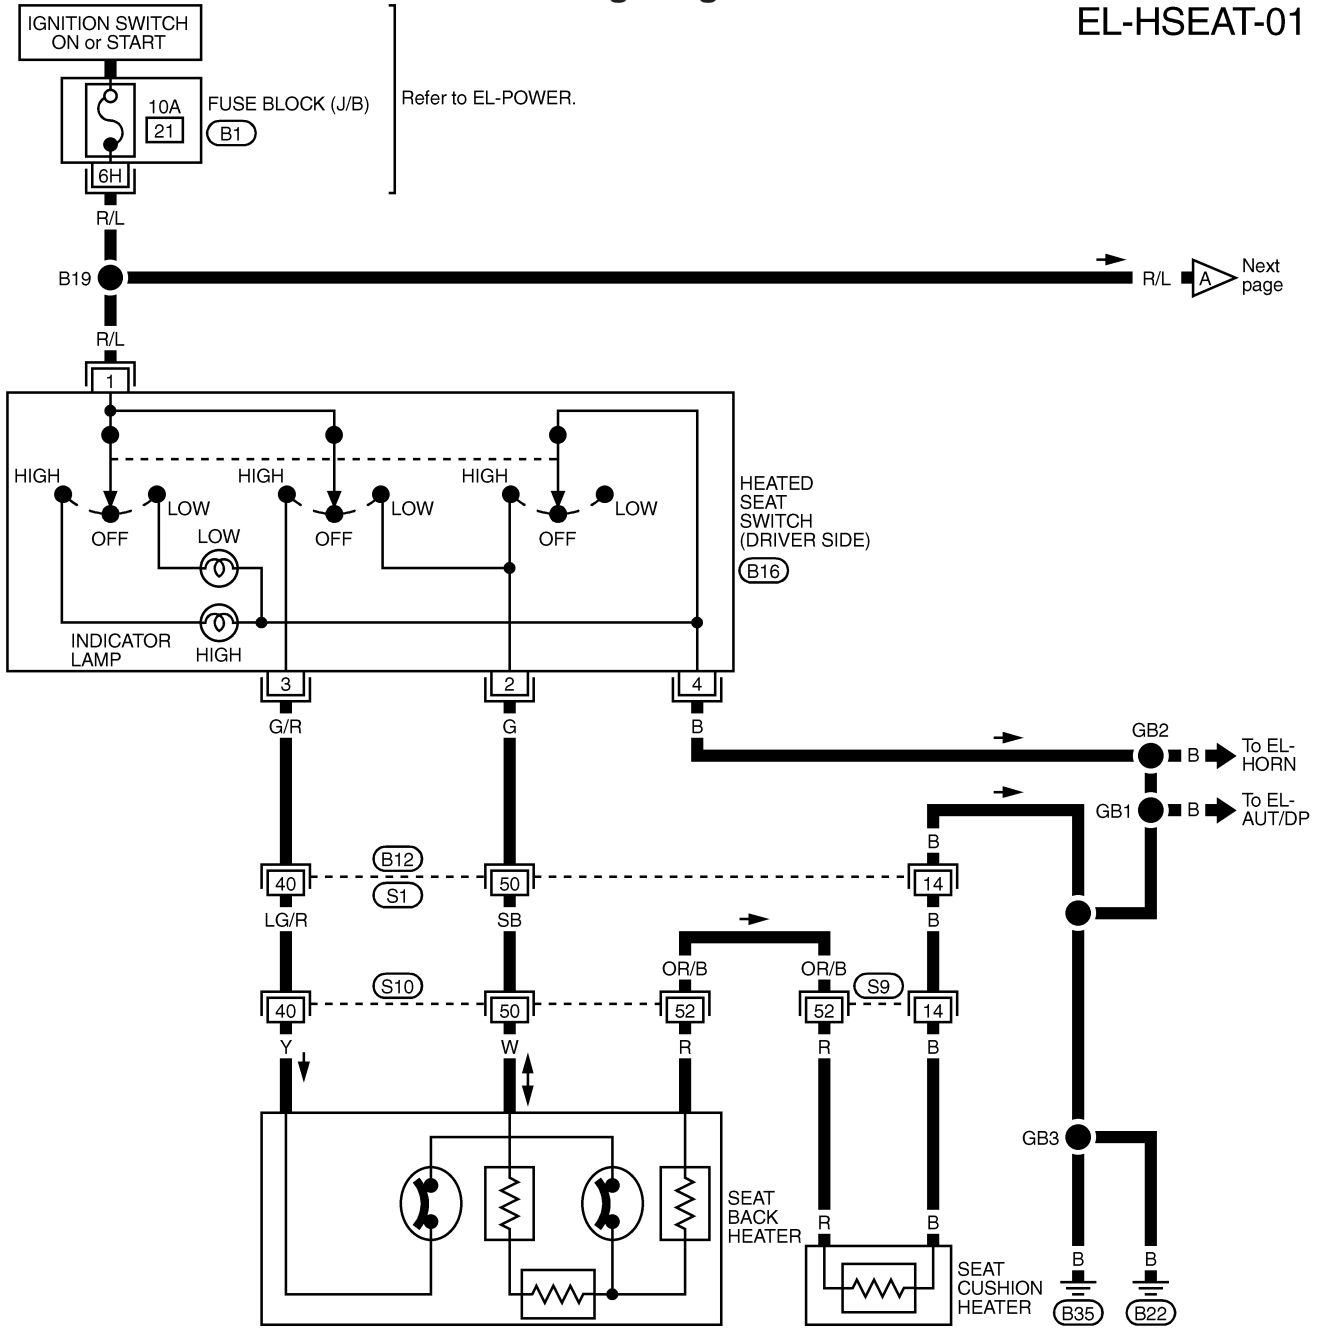 EL-HSEAT-01
IGNITION SWITCH
ON or START
10A
21
FUSE BLOCK (J/B)
B1
Refer to EL-POWER.
6H
R/L
B19
R/L
A
Next
page
R/L
1
HIGH
OFF
LOW
HIGH
OFF
LOW
HIGH
OFF
LOW
LOW
INDICATOR
LAMP
HIGH
HEATED
SEAT
SWITCH
(DRIVER SIDE)
B16
3
2
4
G/R
G
B
GB2
B
To EL-
HORN
GB1
B
To EL-
AUT/DP
B
B12
40
50
14
S1
LG/R
SB
B
OR/B
OR/B
S10
S9
40
50
52
52
14
Y
W
R
R
B
GB3
SEAT
BACK
HEATER
R
B
SEAT
CUSHION
HEATER
B
B
B35
B22